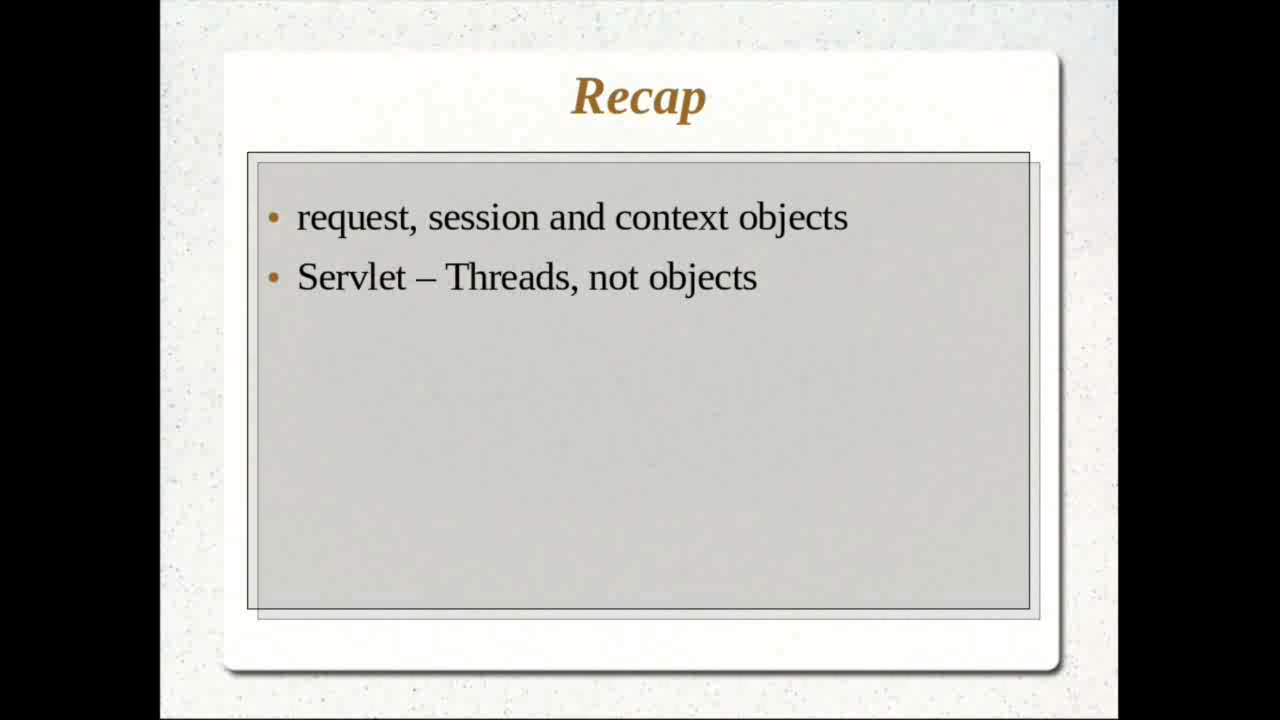 Recap
• request, session and context objects
• Servlet – Threads, not objects